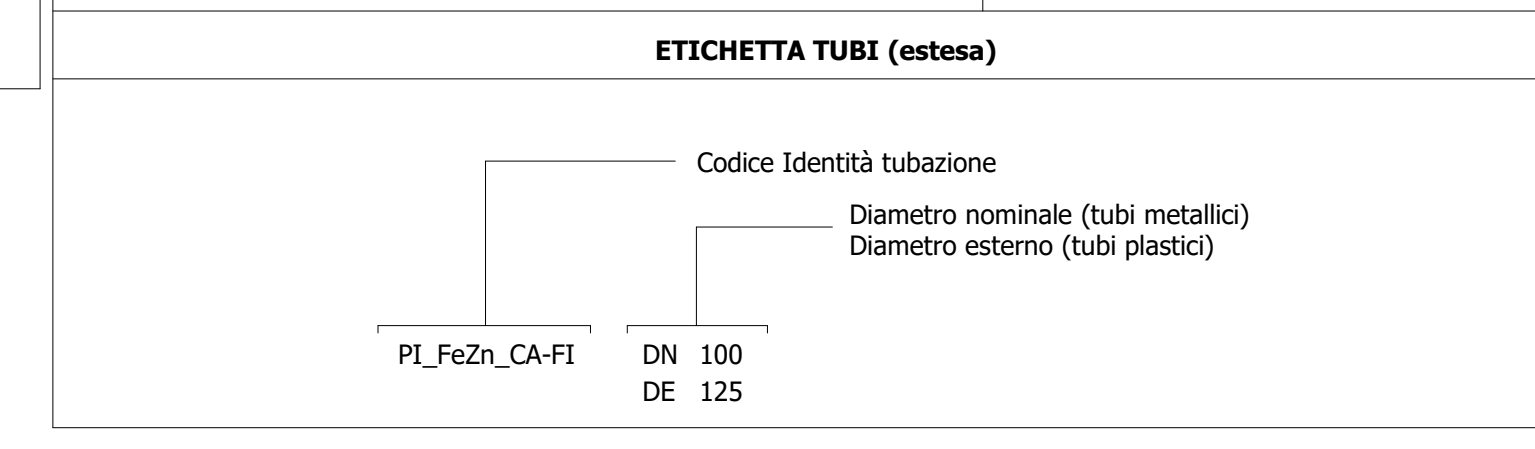 ETICHETTA TUBI (estesa)
Codice Identità tubazione
Diametro nominale (tubi metallici)
Diametro esterno (tubi plastici)
PI_FeZn_CA-FI DN 100
DE 125